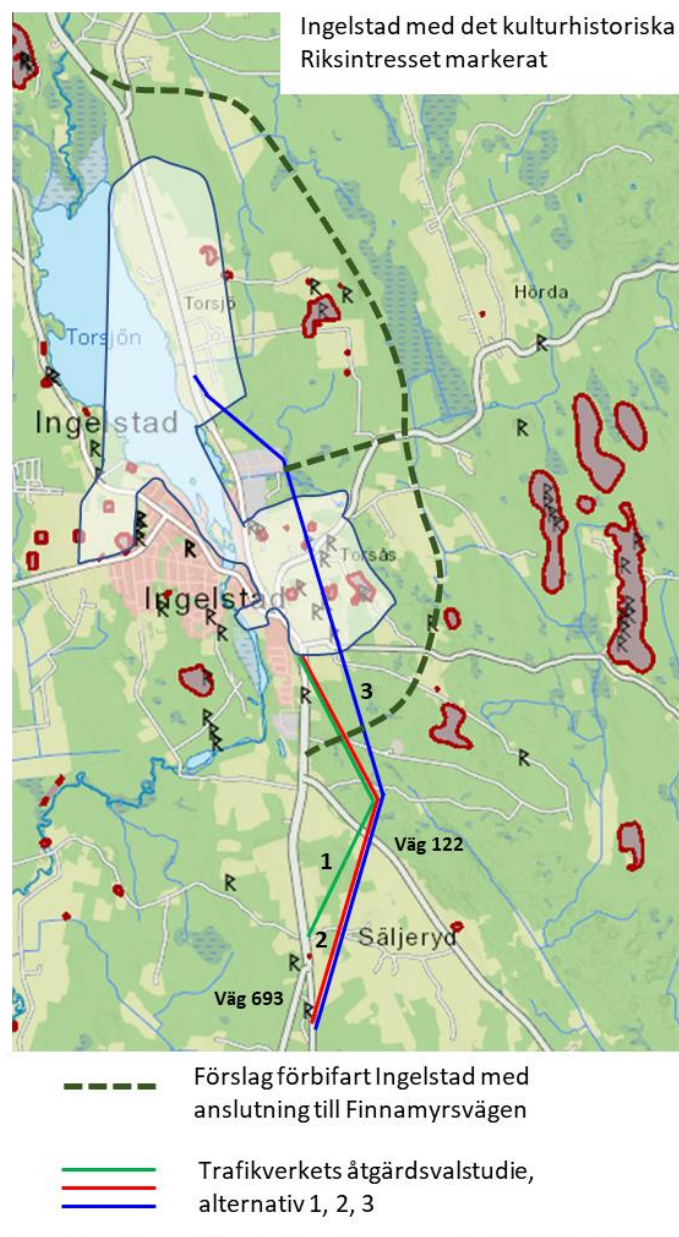 Ingelstad med det kulturhistoriska
Riksintresset markerat
Torsjö
Hörda
Torsjön
Ingelstad
Torsås
Ingelstad
3
Väg 122
1
2
Säljeryd
Väg 693
Förslag förbifart Ingelstad med
anslutning till Finnamyrsvägen
Trafikverkets åtgärdsvalstudie,
alternativ 1, 2, 3